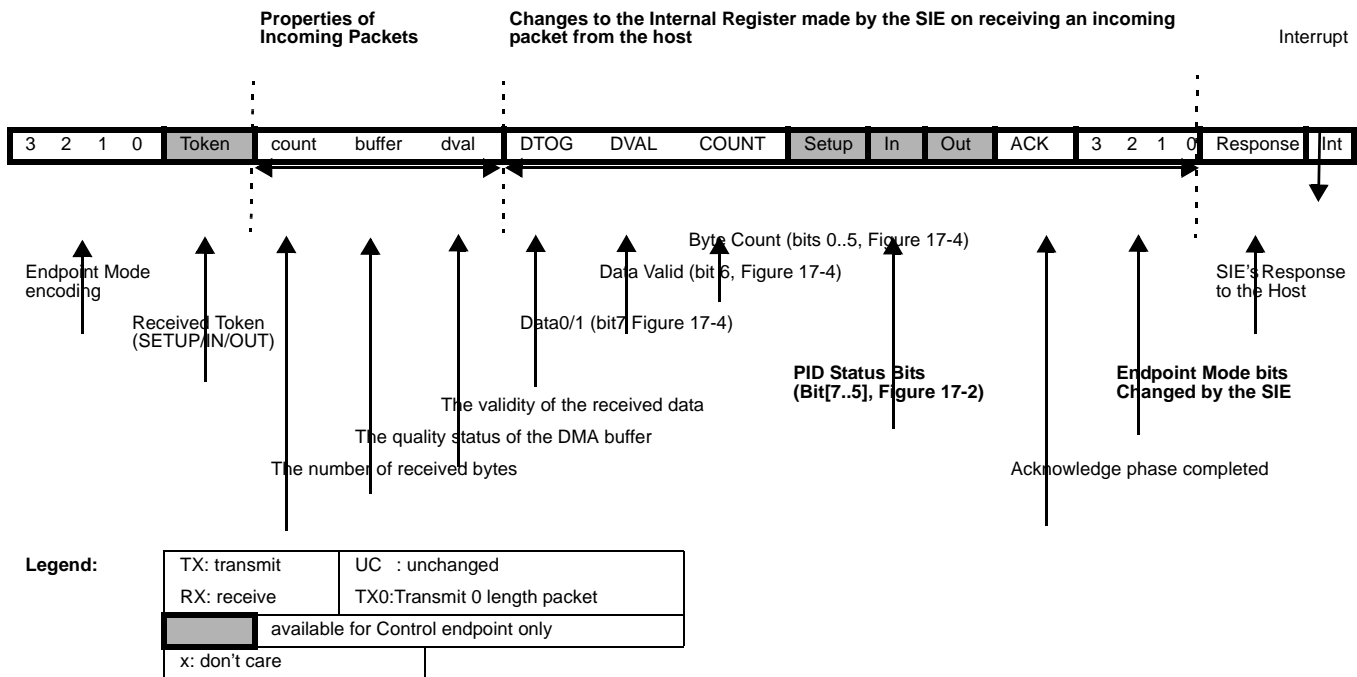 Properties of
Incoming Packets
Changes to the Internal Register made by the SIE on receiving an incoming
packet from the host
Interrupt
3 2 1 0 Token count buffer dval DTOG DVAL COUNT Setup In Out ACK 3 2 1 0 Response Int
Byte Count (bits 0..5, Figure 17-4)
Endpoint Mode
encoding
Data Valid (bit 6, Figure 17-4)
SIE's Response
to the Host
Received Token
(SETUP/IN/OUT)
Data0/1 (bit7 Figure 17-4)
PID Status Bits
(Bit[7..5], Figure 17-2)
Endpoint Mode bits
Changed by the SIE
The validity of the received data
The quality status of the DMA buffer
The number of received bytes
Acknowledge phase completed
Legend:
TX: transmit
UC : unchanged
RX: receive
TX0:Transmit 0 length packet
available for Control endpoint only
x: don't care